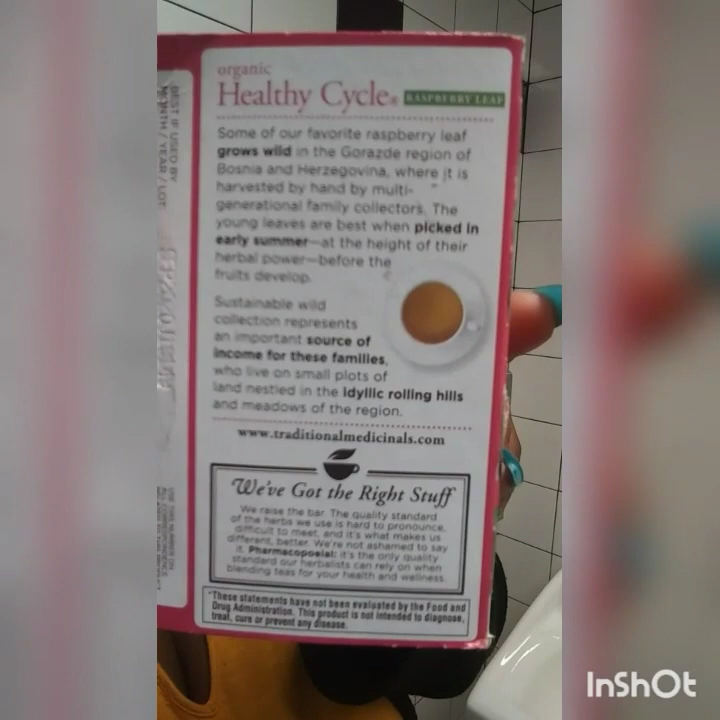 organic
Healthy Cycle® RASPBERRY LEAF
Some of our favorite raspberry leaf
grows wild in the Gorazde region of
Bosnia and Herzegovina, where it is
harvested by hand by multi-
generational family collectors. The
young leaves are best when picked in
early summer—at the height of their
herbal power—before the
fruits develop.
Sustainable wild
collection represents
an important source of
income for these families,
who live on small plots of
land nestled in the idyllic rolling hills
and meadows of the region.
www.traditionalmedicinals.com
We've Got the Right Stuff
We raise the bar. The quality standard
of the herbs we use is hard to pronounce,
difficult to meet, and it's what makes us
different, better. We're not ashamed to say
it. Pharmacopoeial: it's the only quality
standard our herbalists can rely on when
blending teas for your health and wellness.
*These statements have not been evaluated by the Food and
Drug Administration. This product is not intended to diagnose,
treat, cure or prevent any disease.
BEST IF USED BY
MONTH / YEAR / LOT
USE THIS NUMBER ON
ALL CORRESPONDENCE
InShOt